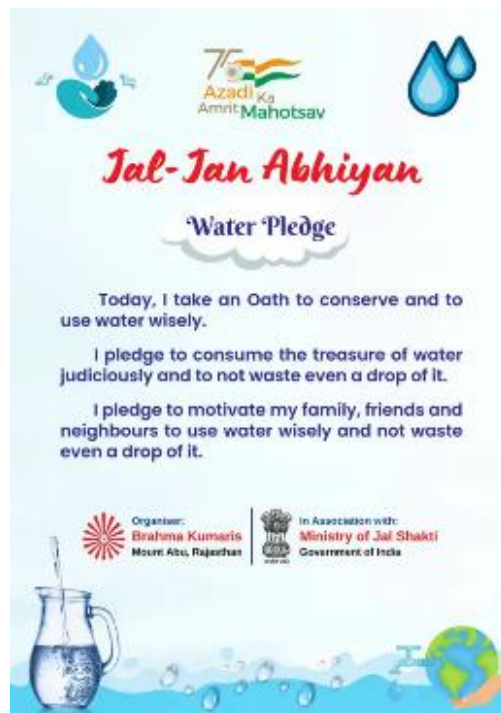 75
Azadi Ka
Amrit Mahotsav
Jal-Jan Abhiyan
Water Pledge
Today, I take an Oath to conserve and to
use water wisely.
I pledge to consume the treasure of water
judiciously and to not waste even a drop of it.
I pledge to motivate my family, friends and
neighbours to use water wisely and not waste
even a drop of it.
Organiser:
Brahma Kumaris
Mount Abu, Rajasthan
In Association with:
Ministry of Jal Shakti
Government of India